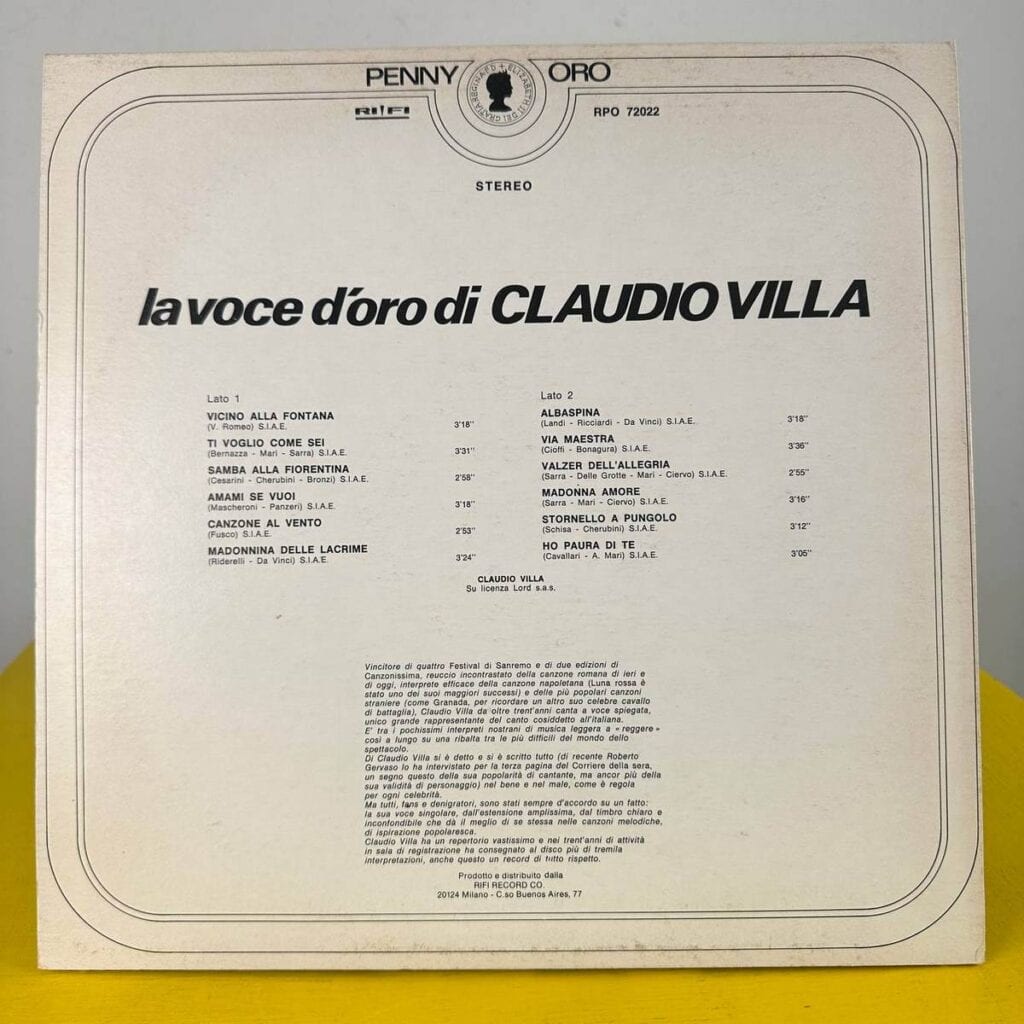 PENNY ORO
REGINA F.D + ELIZABETH II DEI GRATIA
RI!FI
RPO 72022
STEREO
la voce d'oro di CLAUDIO VILLA
Lato 1
VICINO ALLA FONTANA
(V. Romeo) S.I.A.E. 3'18"
TI VOGLIO COME SEI
(Bernazza - Mari - Sarra) S.I.A.E. 3'31"
SAMBA ALLA FIORENTINA
(Cesarini - Cherubini - Bronzi) S.I.A.E. 2'58"
AMAMI SE VUOI
(Mascheroni - Panzeri) S.I.A.E. 3'18"
CANZONE AL VENTO
(Fusco) S.I.A.E. 2'53"
MADONNINA DELLE LACRIME
(Riderelli - Da Vinci) S.I.A.E. 3'24"
Lato 2
ALBASPINA
(Landi - Ricciardi - Da Vinci) S.I.A.E. 3'18"
VIA MAESTRA
(Cioffi - Bonagura) S.I.A.E. 3'36"
VALZER DELL'ALLEGRIA
(Sarra - Delle Grotte - Mari - Ciervo) S.I.A.E. 2'55"
MADONNA AMORE
(Sarra - Mari - Ciervo) S.I.A.E. 3'16"
STORNELLO A PUNGOLO
(Schisa - Cherubini) S.I.A.E. 3'12"
HO PAURA DI TE
(Cavallari - A. Mari) S.I.A.E. 3'05"
CLAUDIO VILLA
Su licenza Lord s.a.s.
Vincitore di quattro Festival di Sanremo e di due edizioni di
Canzonissima, reuccio incontrastato della canzone romana di ieri e
di oggi, interprete efficace della canzone napoletana (Luna rossa è
stato uno dei suoi maggiori successi) e delle più popolari canzoni
straniere (come Granada, per ricordare un altro suo celebre cavallo
di battaglia), Claudio Villa da oltre trent'anni canta a voce spiegata,
unico grande rappresentante del canto cosiddetto all'italiana.
E' tra i pochissimi interpreti nostrani di musica leggera a « reggere »
così a lungo su una ribalta tra le più difficili del mondo dello
spettacolo.
Di Claudio Villa si è detto e si è scritto tutto (di recente Roberto
Gervaso lo ha intervistato per la terza pagina del Corriere della sera,
un segno questo della sua popolarità di cantante, ma ancor più della
sua validità di personaggio) nel bene e nel male, come è regola
per ogni celebrità.
Ma tutti, fans e denigratori, sono stati sempre d'accordo su un fatto:
la sua voce singolare, dall'estensione amplissima, dal timbro chiaro e
inconfondibile che dà il meglio di se stessa nelle canzoni melodiche,
di ispirazione popolaresca.
Claudio Villa ha un repertorio vastissimo e nei trent'anni di attività
in sala di registrazione ha consegnato al disco più di tremila
interpretazioni, anche questo un record di tutto rispetto.
Prodotto e distribuito dalla
RIFI RECORD CO.
20124 Milano - C.so Buenos Aires, 77